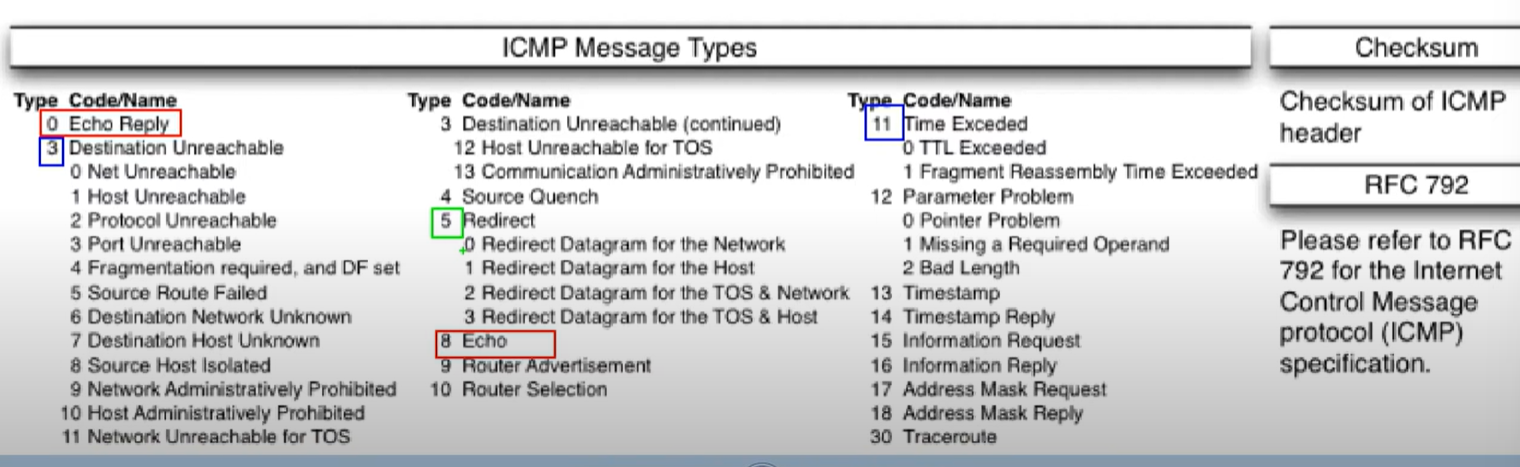 ICMP Message Types
Type Code/Name
0 Echo Reply
3 Destination Unreachable
0 Net Unreachable
1 Host Unreachable
2 Protocol Unreachable
3 Port Unreachable
4 Fragmentation required, and DF set
5 Source Route Failed
6 Destination Network Unknown
7 Destination Host Unknown
8 Source Host Isolated
9 Network Administratively Prohibited
10 Host Administratively Prohibited
11 Network Unreachable for TOS
Type Code/Name
3 Destination Unreachable (continued)
12 Host Unreachable for TOS
13 Communication Administratively Prohibited
4 Source Quench
5 Redirect
0 Redirect Datagram for the Network
1 Redirect Datagram for the Host
2 Redirect Datagram for the TOS & Network
3 Redirect Datagram for the TOS & Host
8 Echo
9 Router Advertisement
10 Router Selection
Type Code/Name
11 Time Exceded
0 TTL Exceeded
1 Fragment Reassembly Time Exceeded
12 Parameter Problem
0 Pointer Problem
1 Missing a Required Operand
2 Bad Length
13 Timestamp
14 Timestamp Reply
15 Information Request
16 Information Reply
17 Address Mask Request
18 Address Mask Reply
30 Traceroute
Checksum
Checksum of ICMP
header
RFC 792
Please refer to RFC
792 for the Internet
Control Message
protocol (ICMP)
specification.